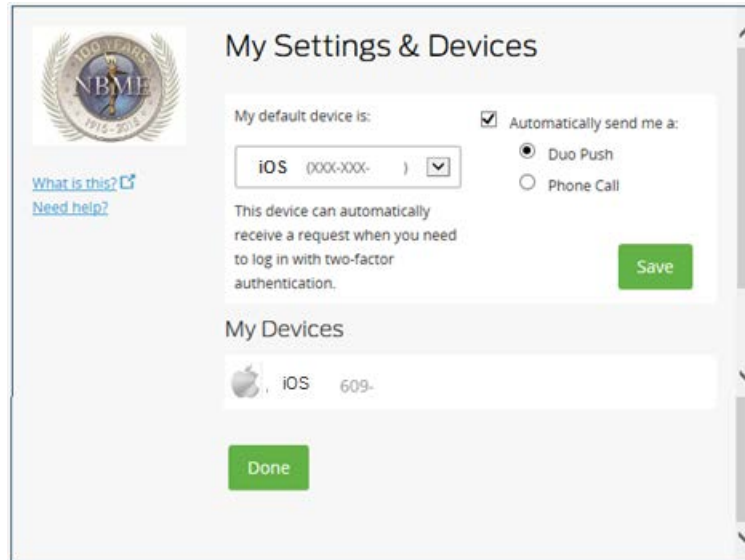 My Settings & Devices
100 YEARS
NBME
1915-2015
What is this?
Need help?
My default device is:
iOS (XXX-XXX- )
This device can automatically
receive a request when you need
to log in with two-factor
authentication.
Automatically send me a:
Duo Push
Phone Call
Save
My Devices
iOS 609-
Done